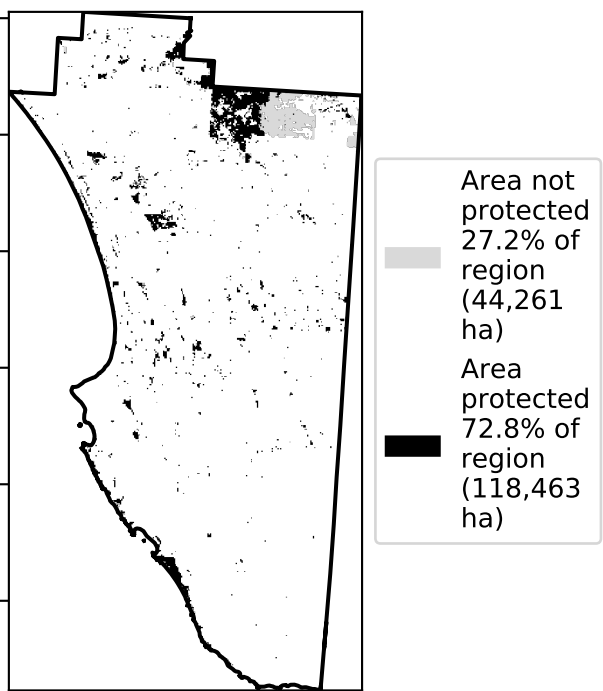 Area not
protected
27.2% of
region
(44,261
ha)
Area
protected
72.8% of
region
(118,463
ha)